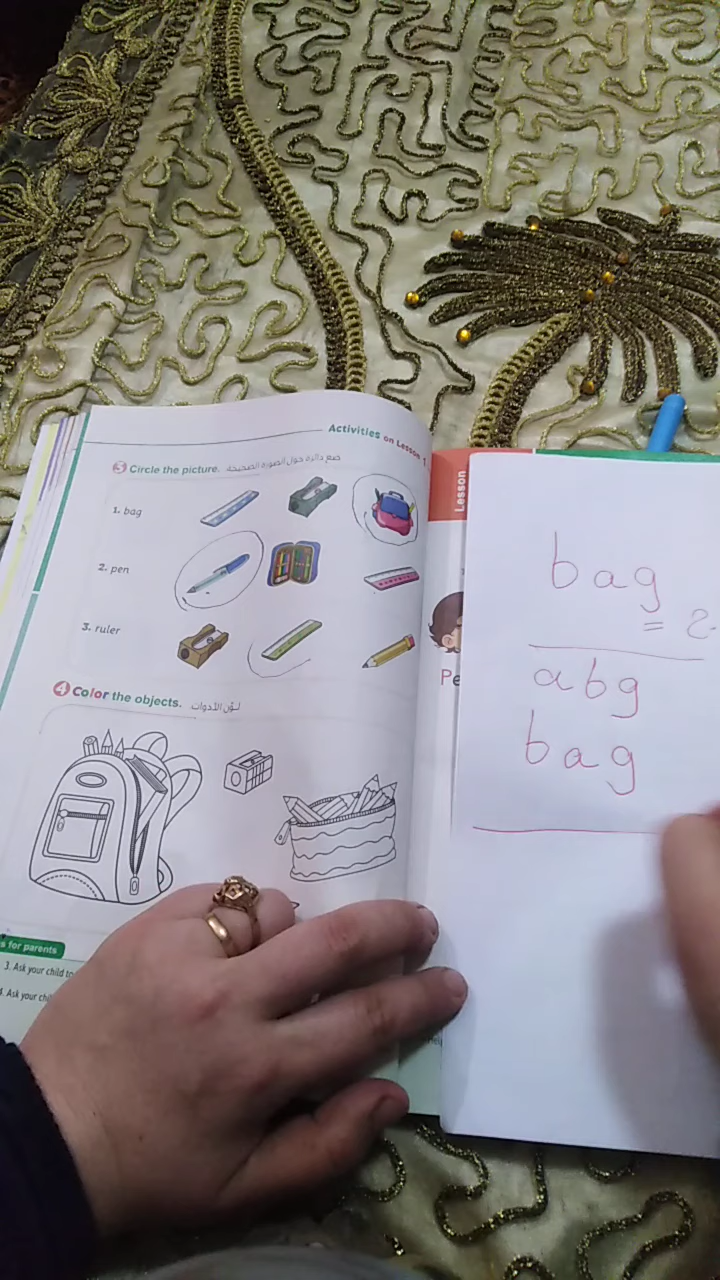 Activities on Lesson 1
3 Circle the picture. ضع دائرة حول الصورة الصحيحة
1. bag
2. pen
3. ruler
4 Color the objects. لون الأدوات.
s for parents
3. Ask your child to
4. Ask your chil
Lesson
Pe
bag
= 2
abg
bag